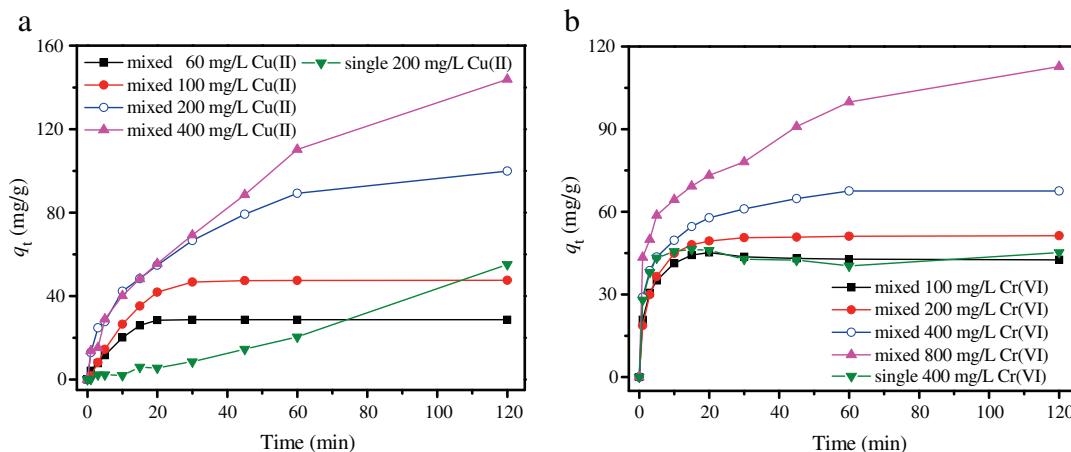 a
160
120
80
40
0
qt (mg/g)
mixed 60 mg/L Cu(II)
mixed 100 mg/L Cu(II)
mixed 200 mg/L Cu(II)
mixed 400 mg/L Cu(II)
single 200 mg/L Cu(II)
0 20 40 60 80 100 120
Time (min)
b
120
90
60
30
0
qt (mg/g)
mixed 100 mg/L Cr(VI)
mixed 200 mg/L Cr(VI)
mixed 400 mg/L Cr(VI)
mixed 800 mg/L Cr(VI)
single 400 mg/L Cr(VI)
0 20 40 60 80 100 120
Time (min)